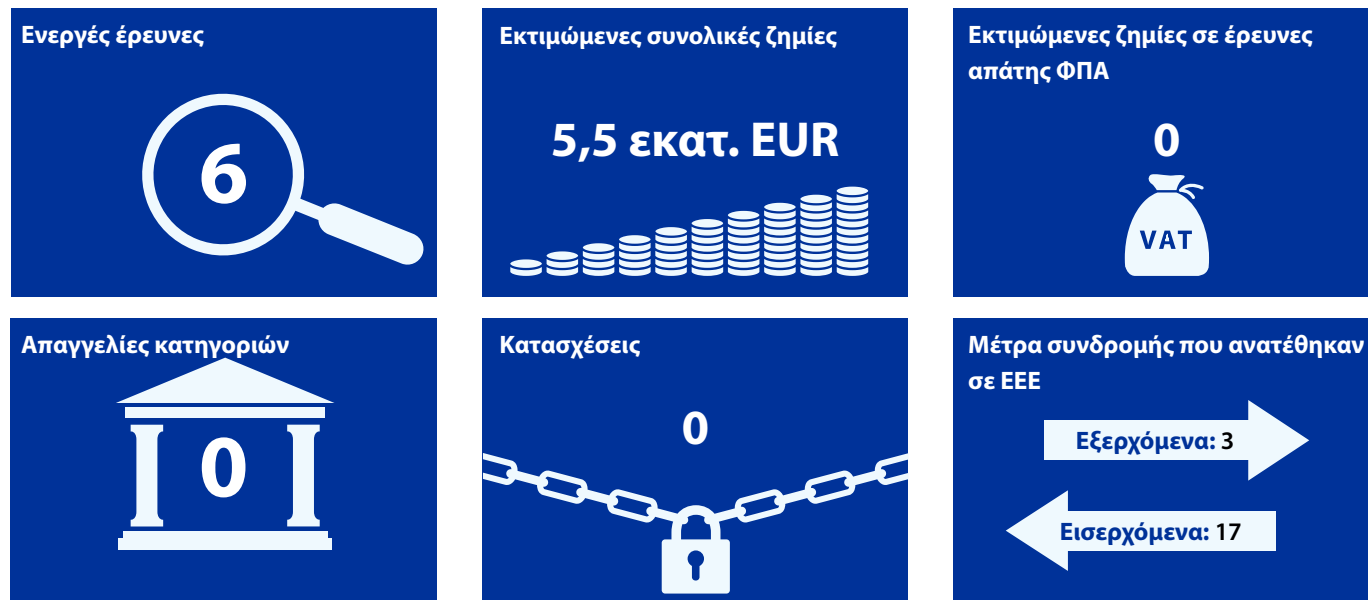 Ενεργές έρευνες
6
Εκτιμώμενες συνολικές ζημίες
5,5 εκατ. EUR
Εκτιμώμενες ζημίες σε έρευνες
απάτης ΦΠΑ
0
VAT
Απαγγελίες κατηγοριών
0
Κατασχέσεις
0
Μέτρα συνδρομής που ανατέθηκαν
σε ΕΕΕ
Εξερχόμενα: 3
Εισερχόμενα: 17